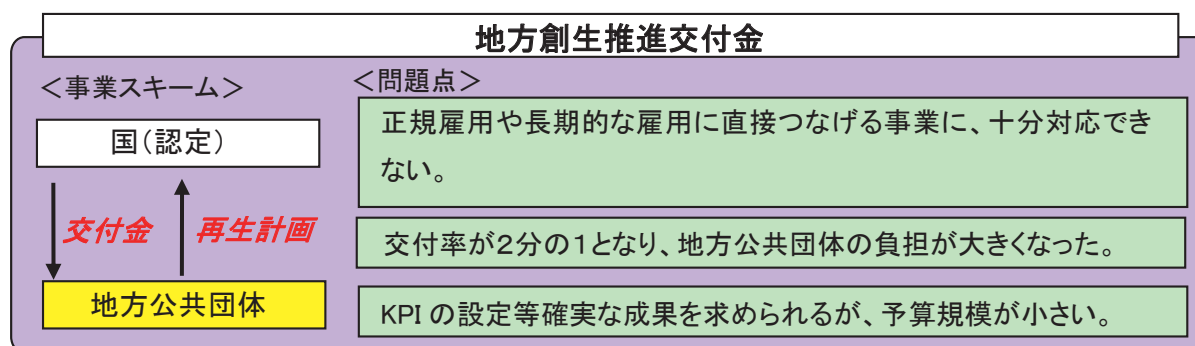 地方創生推進交付金
＜事業スキーム＞
国（認定）
交付金
再生計画
地方公共団体
＜問題点＞
正規雇用や長期的な雇用に直接つなげる事業に、十分対応でき
ない。
交付率が２分の１となり、地方公共団体の負担が大きくなった。
KPI の設定等確実な成果を求められるが、予算規模が小さい。